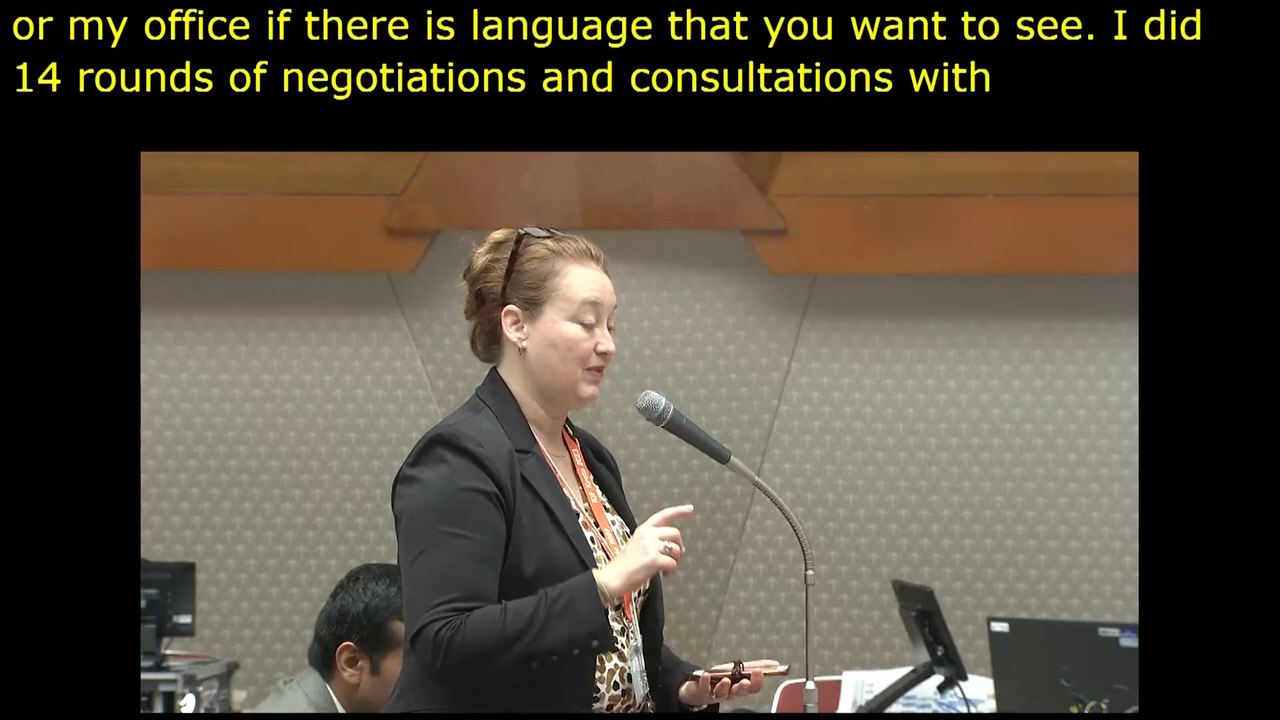 or my office if there is language that you want to see. I did
14 rounds of negotiations and consultations with